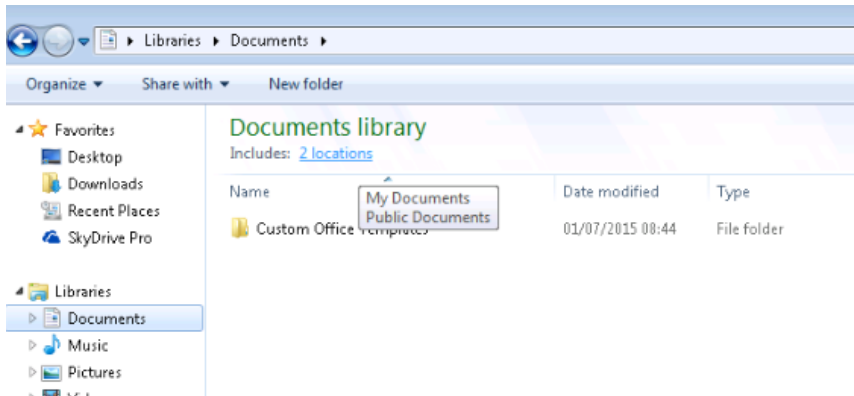 Libraries Documents
Organize Share with New folder
Favorites
Desktop
Downloads
Recent Places
SkyDrive Pro
Libraries
Documents
Music
Pictures
Documents library
Includes: 2 locations
Name Date modified Type
My Documents
Public Documents
Custom Office Templates 01/07/2015 08:44 File folder